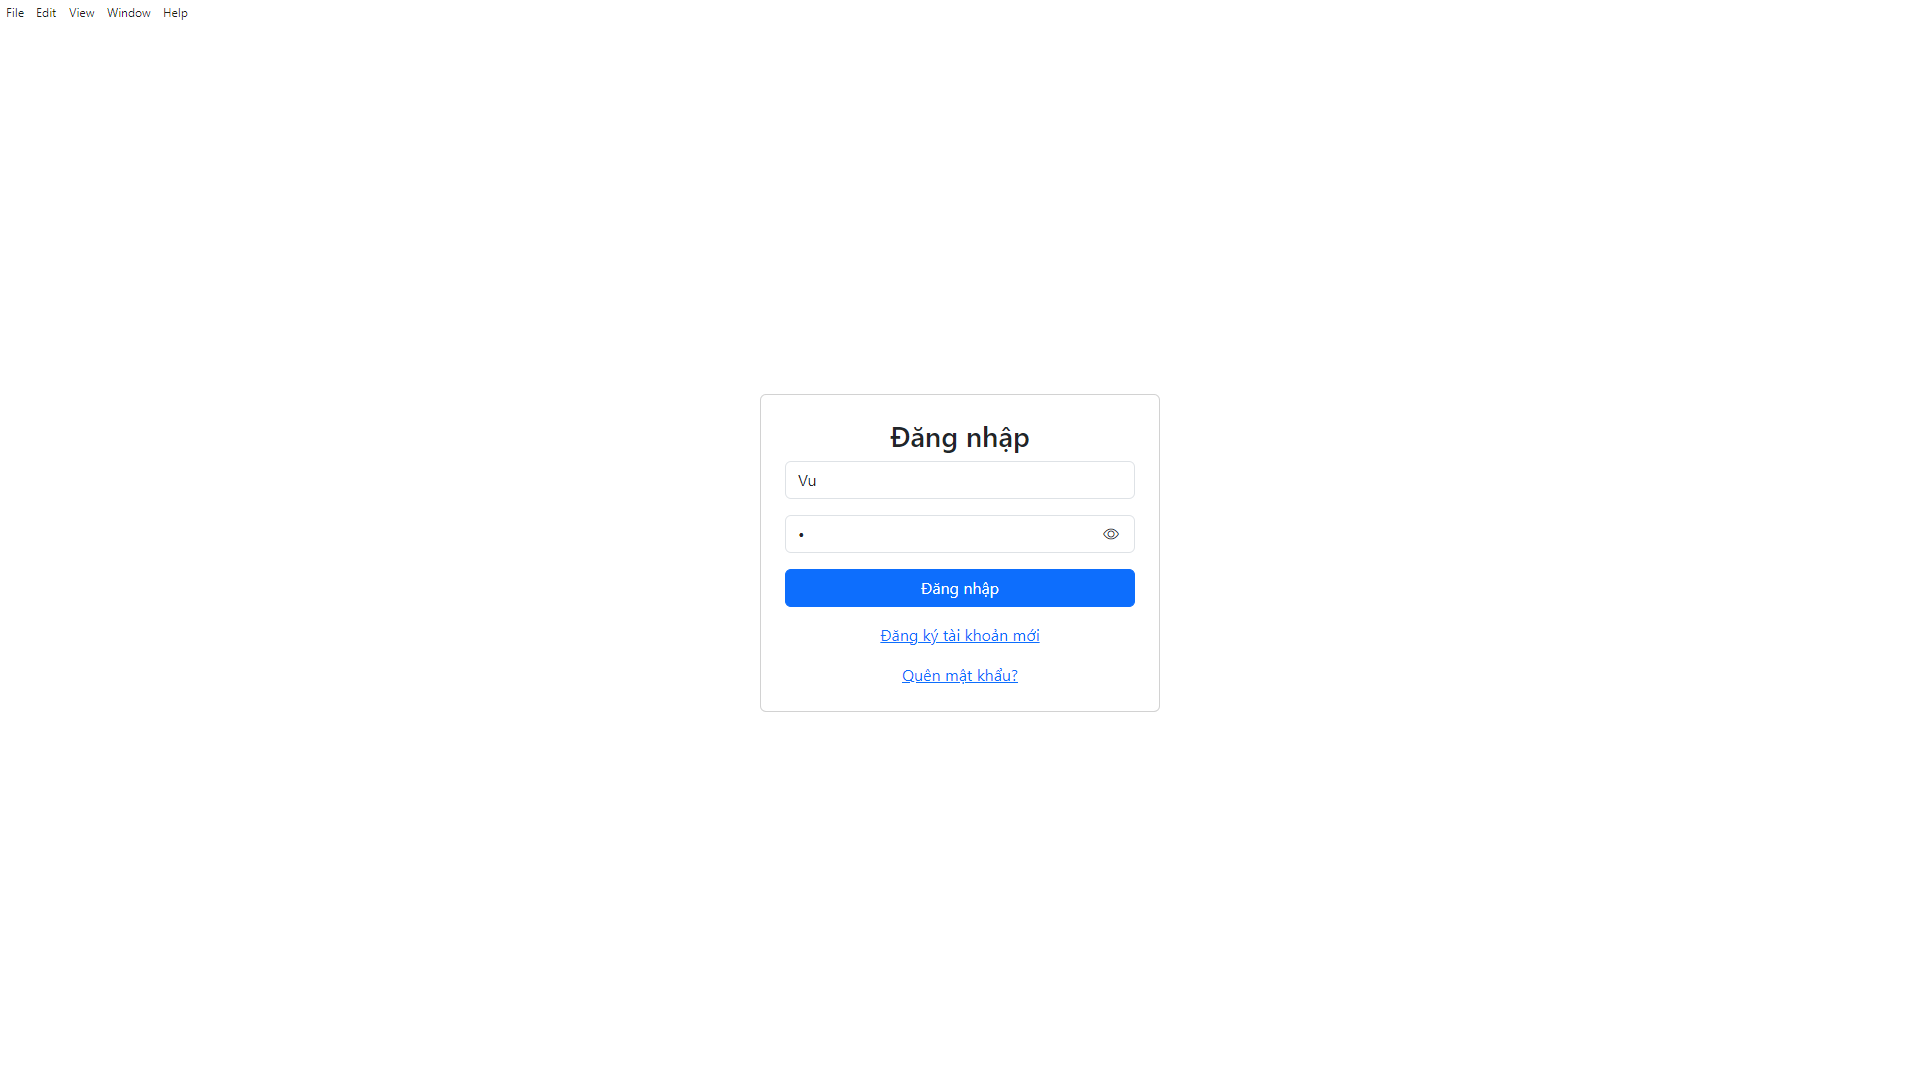 File Edit View Window Help
Đăng nhập
Vu
•
Đăng nhập
Đăng ký tài khoản mới
Quên mật khẩu?